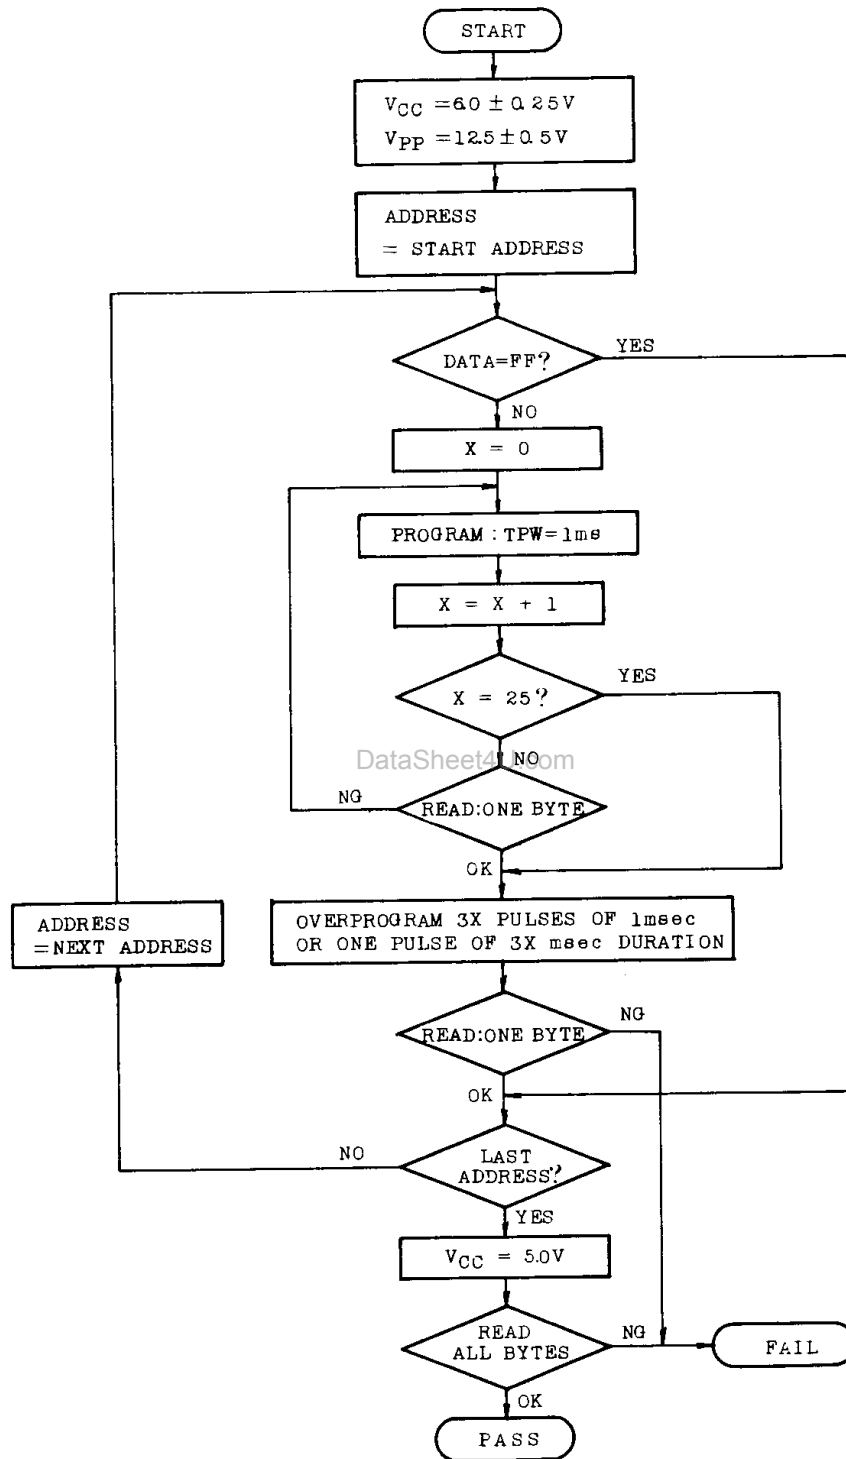 START
VCC =6.0 ± 0.25V
VPP =12.5±0.5V
ADDRESS
= START ADDRESS
DATA=FF?
YES
NO
X = 0
PROGRAM : TPW=1ms
X = X + 1
X = 25?
YES
DataSheet4U.com
NO
READ:ONE BYTE
NG
OK
ADDRESS
=NEXT ADDRESS
OVERPROGRAM 3X PULSES OF 1msec
OR ONE PULSE OF 3X msec DURATION
READ:ONE BYTE
NG
OK
LAST
ADDRESS?
NO
YES
VCC = 5.0V
READ
ALL BYTES
NG
FAIL
OK
PASS